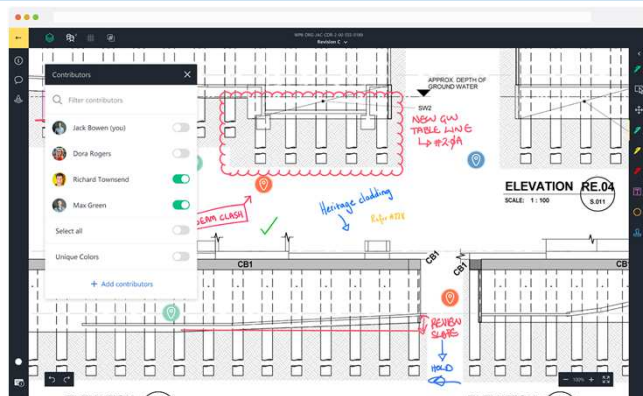 Revision C
Contributors
Filter contributors
Jack Bowen (you)
Dora Rogers
Richard Townsend
Max Green
Select all
Unique Colors
+ Add contributors
APPROX. DEPTH OF
GROUND WATER
SW2
NEW GW
TABLE LINE
ELEVATION RE.04
SCALE: 1 : 100
S.011
Heritage cladding
CLASH
CB1
CB1
CB1
CB
HOLD
100%